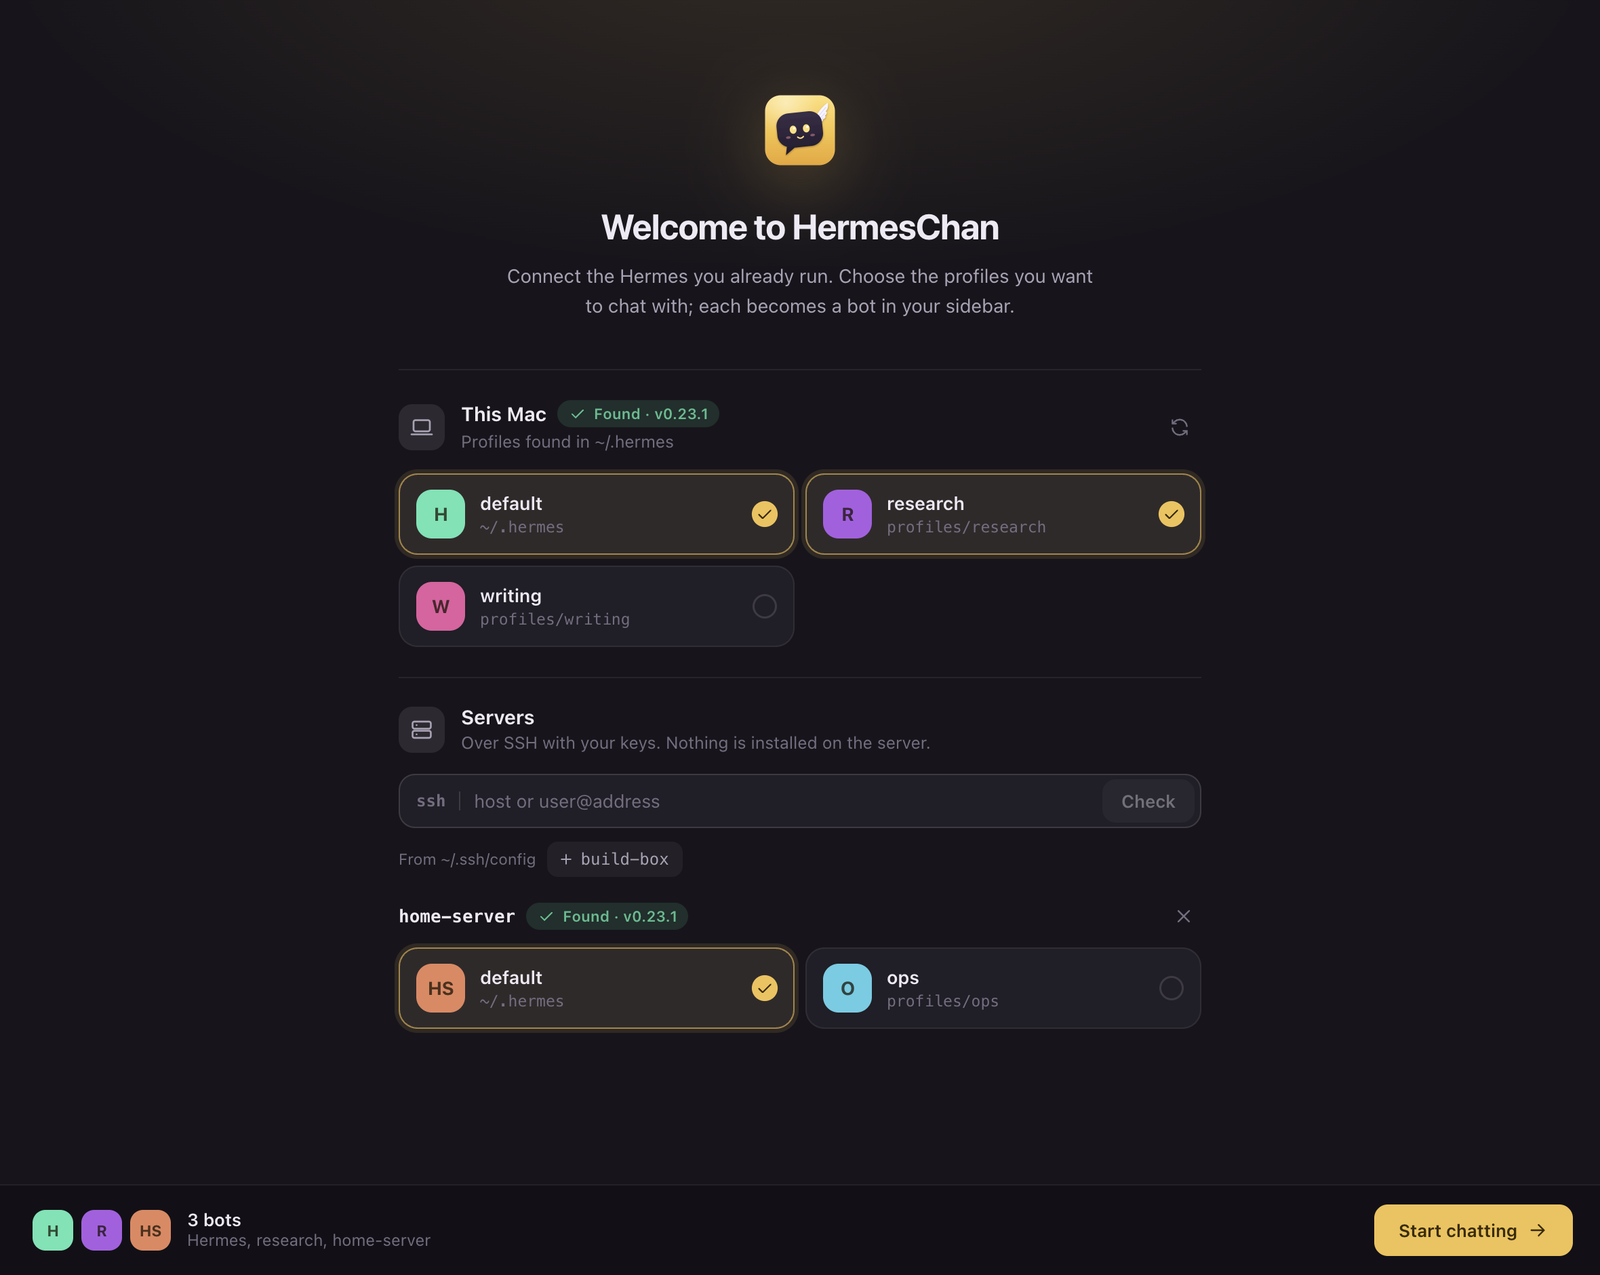 Welcome to HermesChan
Connect the Hermes you already run. Choose the profiles you want
to chat with; each becomes a bot in your sidebar.
This Mac
Found · v0.23.1
Profiles found in ~/.hermes
H
default
~/.hermes
R
research
profiles/research
W
writing
profiles/writing
Servers
Over SSH with your keys. Nothing is installed on the server.
ssh
host or user@address
Check
From ~/.ssh/config
+ build-box
home-server
Found · v0.23.1
HS
default
~/.hermes
O
ops
profiles/ops
H
R
HS
3 bots
Hermes, research, home-server
Start chatting →